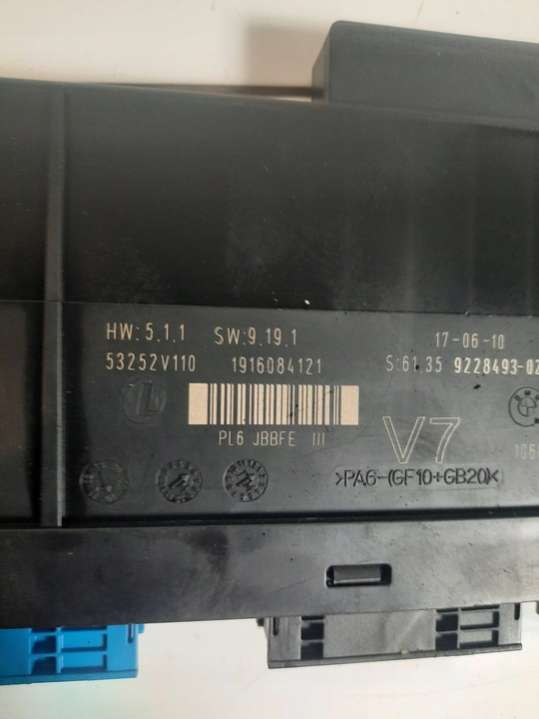 HW:5.1.1 SW:9.19.1 17-06-10
53252V110 1916084121 S:61.35 9228493-02
PL6 JBBFE III
V7
>PA6-(GF10+GB20)<